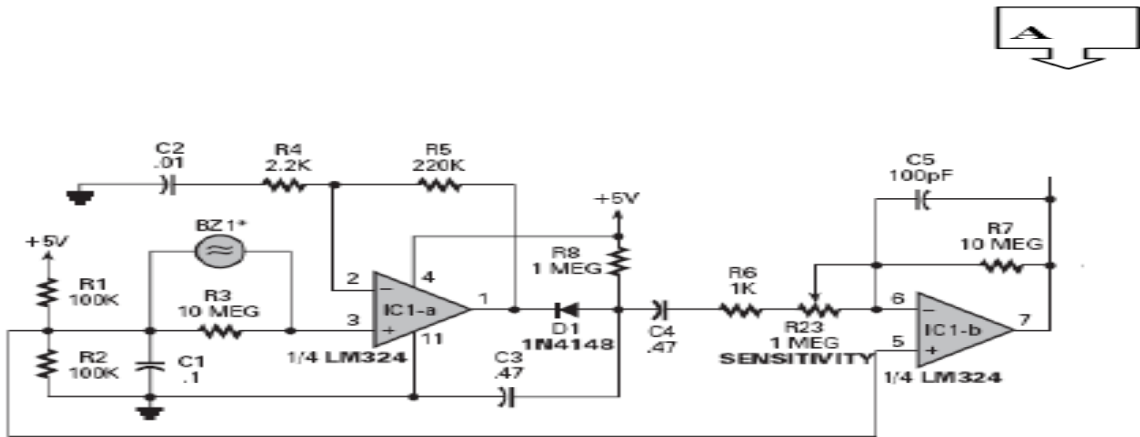 A
C2
.01
R4
2.2K
R5
220K
C5
100pF
+5V
BZ1*
+5V
R7
10 MEG
R8
1 MEG
R1
100K
R3
10 MEG
2
4
R6
1K
6
IC1-a
1
IC1-b
7
3
11
D1
1N4148
C4
.47
R23
1 MEG
SENSITIVITY
5
R2
100K
C1
.1
1/4 LM324
C3
.47
1/4 LM324